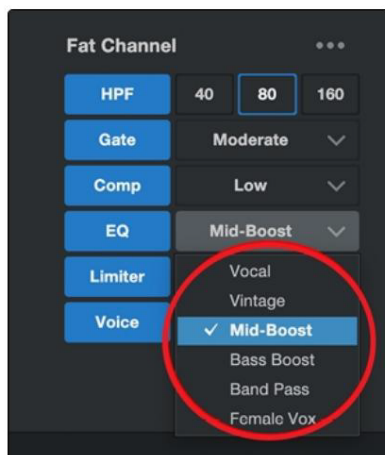 Fat Channel
HPF 40 80 160
Gate Moderate
Comp Low
EQ Mid-Boost
Limiter Vocal
Vintage
Voice ✓ Mid-Boost
Bass Boost
Band Pass
Female Vox